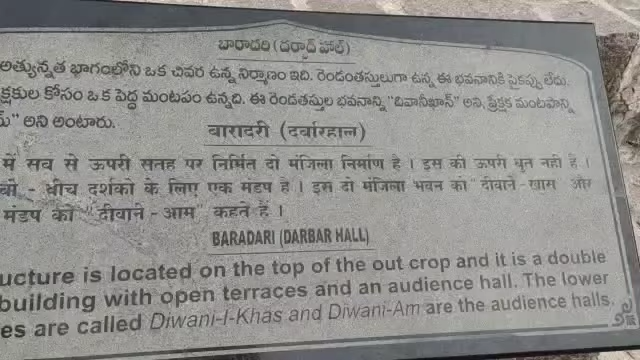 బారాదరి (దర్బార్ హాల్)
అత్యున్నత భాగంలోని ఒక చివర ఉన్న నిర్మాణం ఇది. రెండంతస్తులుగా ఉన్న ఈ భవనానికి పైకప్పు లేదు.
క్షకుల కోసం ఒక పెద్ద మంటపం ఉన్నది. ఈ రెండతస్తుల భవనాన్ని "దివానీఖాస్" అని, ప్రేక్షక మంటపాన్ని
" అని అంటారు.
बारादरी (दर्बारहाल)
में सब से ऊपरी सतह पर निर्मित दो मंजिला निर्माण है । इस की ऊपरी छत नही है ।
- बीच दर्शको के लिए एक मडप है । इस दो मंजिला भवन को "दीवाने - खास और
मडप को "दीवाने - आम" कहते हैं ।
BARADARI (DARBAR HALL)
ucture is located on the top of the out crop and it is a double
building with open terraces and an audience hall. The lower
es are called Diwani-I-Khas and Diwani-Am are the audience halls.